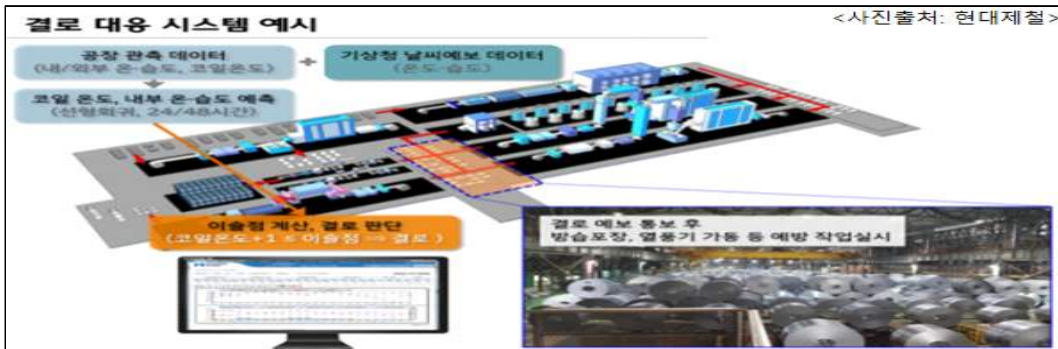 결로 대응 시스템 예시
<사진출처: 현대제철>
공장 관측 데이터
(내/외부 온·습도, 코일온도)
+
기상청 날씨예보 데이터
(온도·습도)
코일 온도, 내부 온·습도 예측
(선형회귀, 24/48시간)
이슬점 계산, 결로 판단
(코일온도+1 ≤ 이슬점 ⇒ 결로)
결로 예보 통보 후
방습포장, 열풍기 가동 등 예방 작업실시